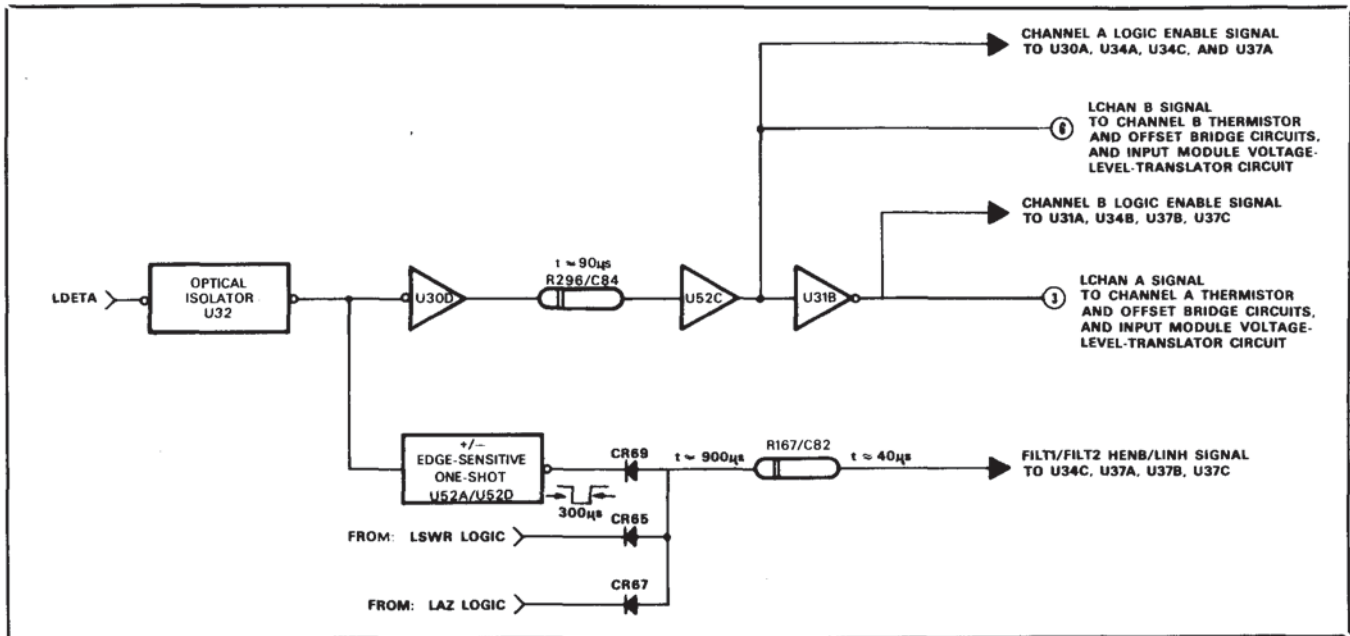 CHANNEL A LOGIC ENABLE SIGNAL
TO U30A, U34A, U34C, AND U37A
6
LCHAN B SIGNAL
TO CHANNEL B THERMISTOR
AND OFFSET BRIDGE CIRCUITS,
AND INPUT MODULE VOLTAGE-
LEVEL-TRANSLATOR CIRCUIT
CHANNEL B LOGIC ENABLE SIGNAL
TO U31A, U34B, U37B, U37C
LDETA
OPTICAL
ISOLATOR
U32
U30D
t ≈ 90μs
R296/C84
U52C
U31B
3
LCHAN A SIGNAL
TO CHANNEL A THERMISTOR
AND OFFSET BRIDGE CIRCUITS,
AND INPUT MODULE VOLTAGE-
LEVEL-TRANSLATOR CIRCUIT
+/−
EDGE-SENSITIVE
ONE-SHOT
U52A/U52D
300μs
CR69
t ≈ 900μs
R167/C82
t ≈ 40μs
FILT1/FILT2 HENB/LINH SIGNAL
TO U34C, U37A, U37B, U37C
FROM: LSWR LOGIC
CR65
FROM: LAZ LOGIC
CR67